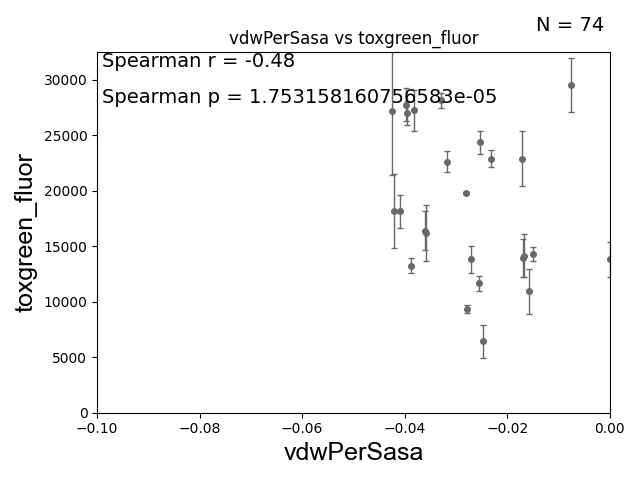 N = 74
vdwPerSasa vs toxgreen_fluor
Spearman r = -0.48
Spearman p = 1.753158160756583e-05
30000
25000
20000
15000
10000
5000
0
toxgreen_fluor
−0.10
−0.08
−0.06
−0.04
−0.02
0.00
vdwPerSasa